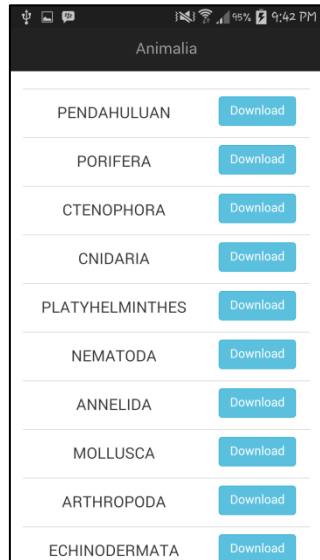 95% 9:42 PM
Animalia
PENDAHULUAN Download
PORIFERA Download
CTENOPHORA Download
CNIDARIA Download
PLATYHELMINTHES Download
NEMATODA Download
ANNELIDA Download
MOLLUSCA Download
ARTHROPODA Download
ECHINODERMATA Download